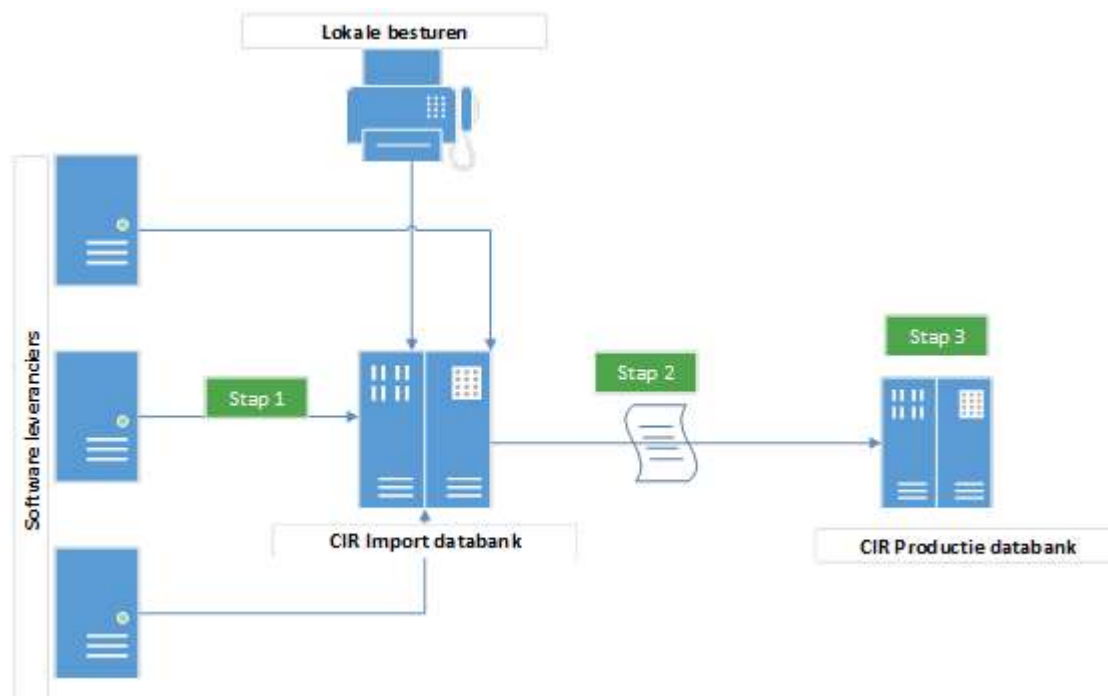 Lokale besturen
Software leveranciers
Stap 1
Stap 2
Stap 3
CIR Import databank
CIR Productie databank